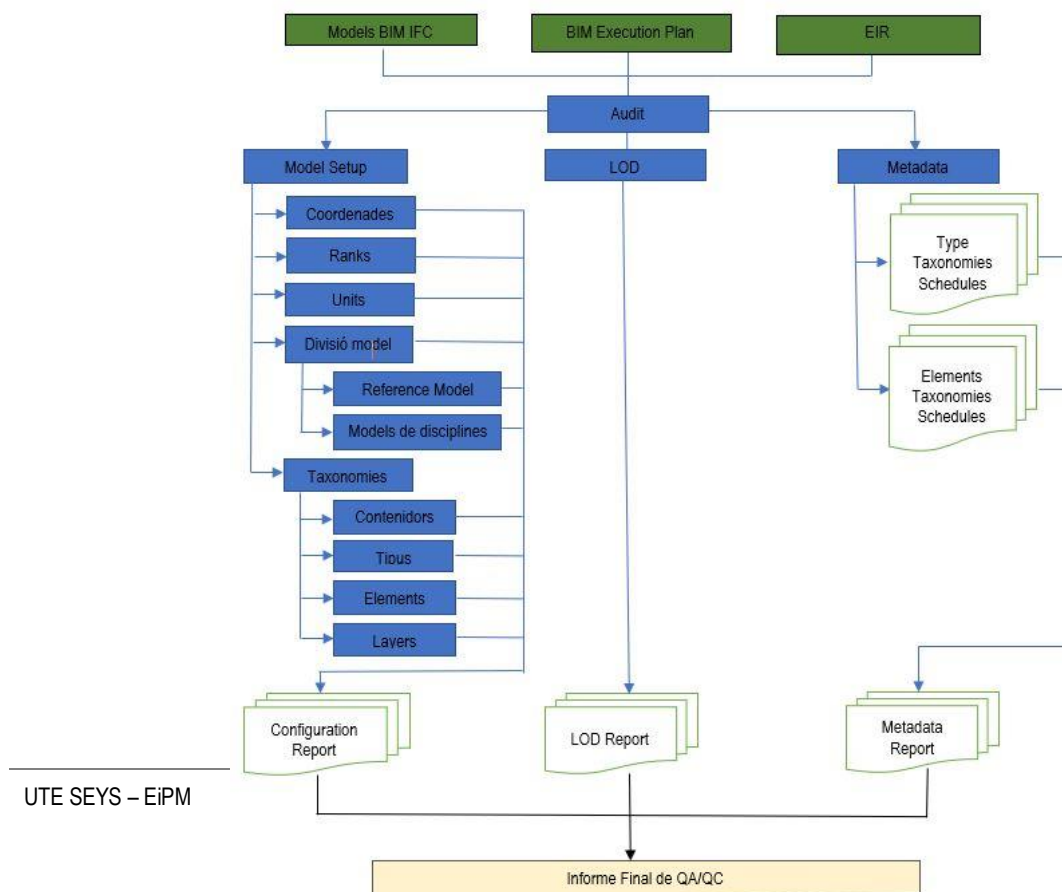 Models BIM IFC
BIM Execution Plan
EIR
Audit
Model Setup
LOD
Metadata
Coordenades
Ranks
Units
Divisió model
Reference Model
Models de disciplines
Taxonomies
Contenidors
Tipus
Elements
Layers
Type
Taxonomies
Schedules
Elements
Taxonomies
Schedules
Configuration
Report
LOD Report
Metadata
Report
UTE SEYS – EiPM
Informe Final de QA/QC